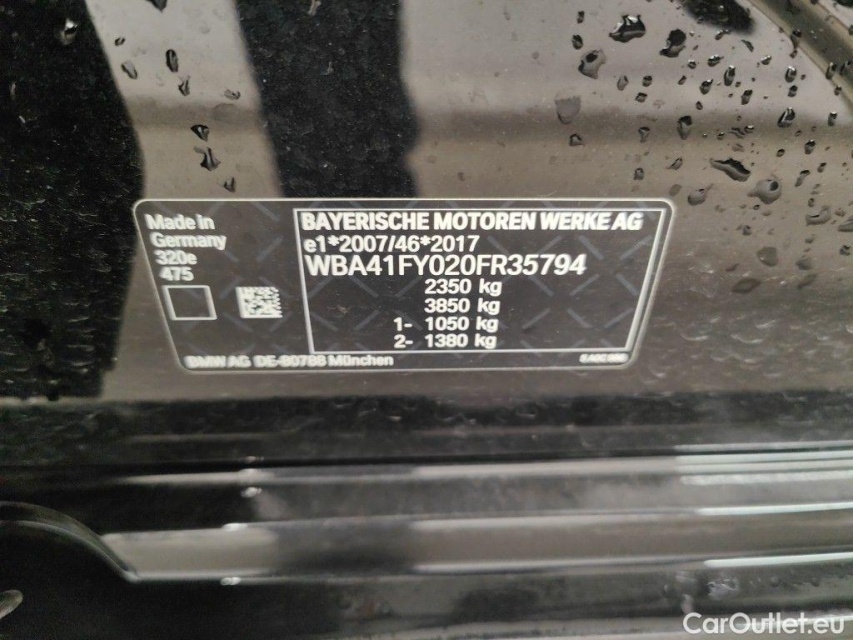 Made in
Germany
320e
475
BAYERISCHE MOTOREN WERKE AG
e1*2007/46*2017
WBA41FY020FR35794
2350 kg
3850 kg
1- 1050 kg
2- 1380 kg
BMW AG DE-80788 München
CarOutlet.eu